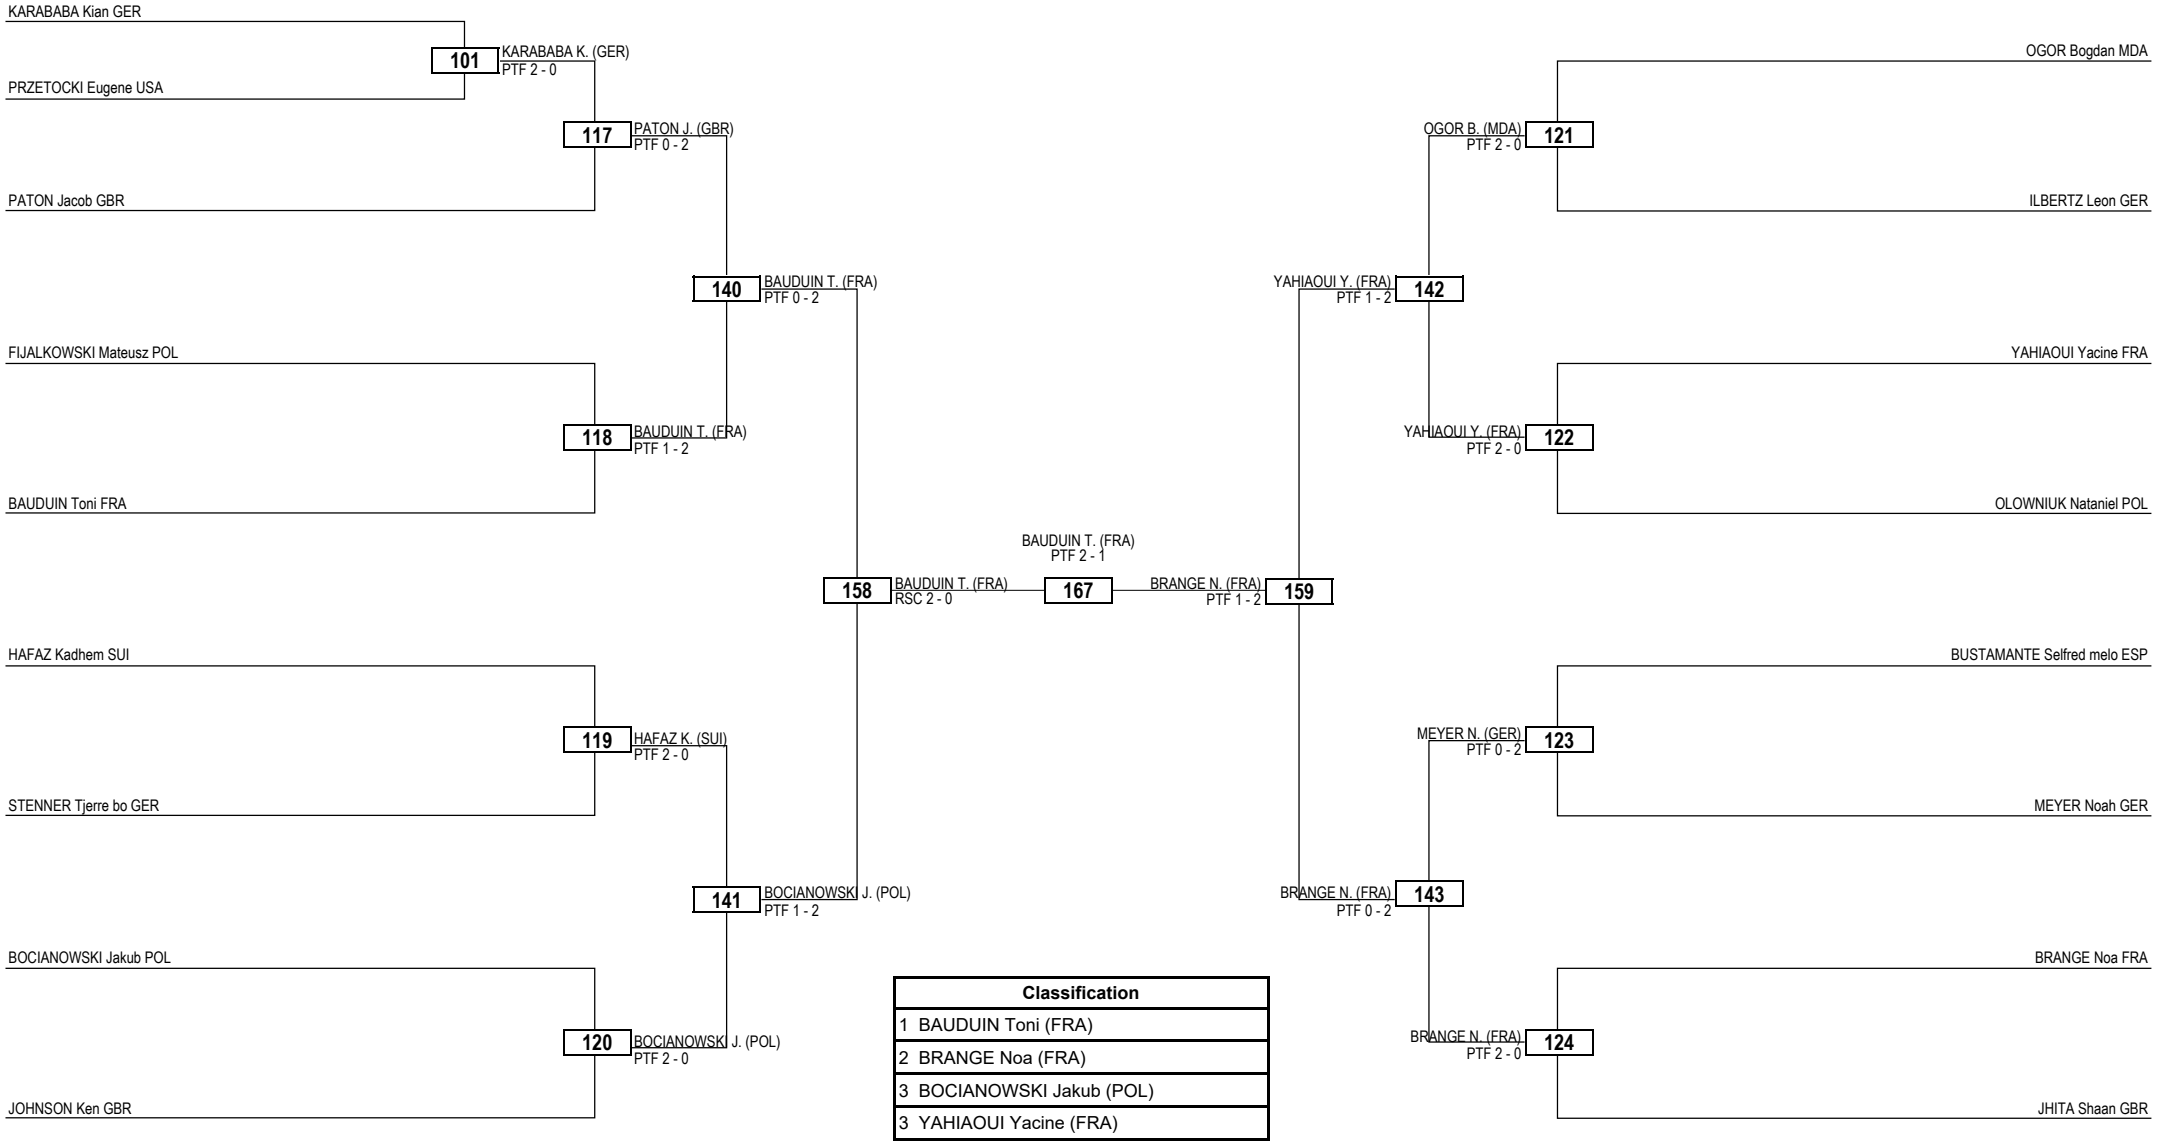 KARABABA Kian GER
101
KARABABA K. (GER)
PTF 2 - 0
PRZETOCKI Eugene USA
117
PATON J. (GBR)
PTF 0 - 2
PATON Jacob GBR
140
BAUDUIN T. (FRA)
PTF 0 - 2
FIJALKOWSKI Mateusz POL
118
BAUDUIN T. (FRA)
PTF 1 - 2
BAUDUIN Toni FRA
158
BAUDUIN T. (FRA)
RSC 2 - 0
HAFAZ Kadhem SUI
119
HAFAZ K. (SUI)
PTF 2 - 0
STENNER Tjerre bo GER
141
BOCIANOWSKI J. (POL)
PTF 1 - 2
BOCIANOWSKI Jakub POL
120
BOCIANOWSKI J. (POL)
PTF 2 - 0
JOHNSON Ken GBR
BAUDUIN T. (FRA)
PTF 2 - 1
167
OGOR Bogdan MDA
OGOR B. (MDA)
PTF 2 - 0
121
ILBERTZ Leon GER
YAHIAOUI Y. (FRA)
PTF 1 - 2
142
YAHIAOUI Yacine FRA
YAHIAOUI Y. (FRA)
PTF 2 - 0
122
OLOWNIUK Nataniel POL
BRANGE N. (FRA)
PTF 1 - 2
159
BUSTAMANTE Selfred melo ESP
MEYER N. (GER)
PTF 0 - 2
123
MEYER Noah GER
BRANGE N. (FRA)
PTF 0 - 2
143
BRANGE Noa FRA
BRANGE N. (FRA)
PTF 2 - 0
124
JHITA Shaan GBR
Classification
1 BAUDUIN Toni (FRA)
2 BRANGE Noa (FRA)
3 BOCIANOWSKI Jakub (POL)
3 YAHIAOUI Yacine (FRA)